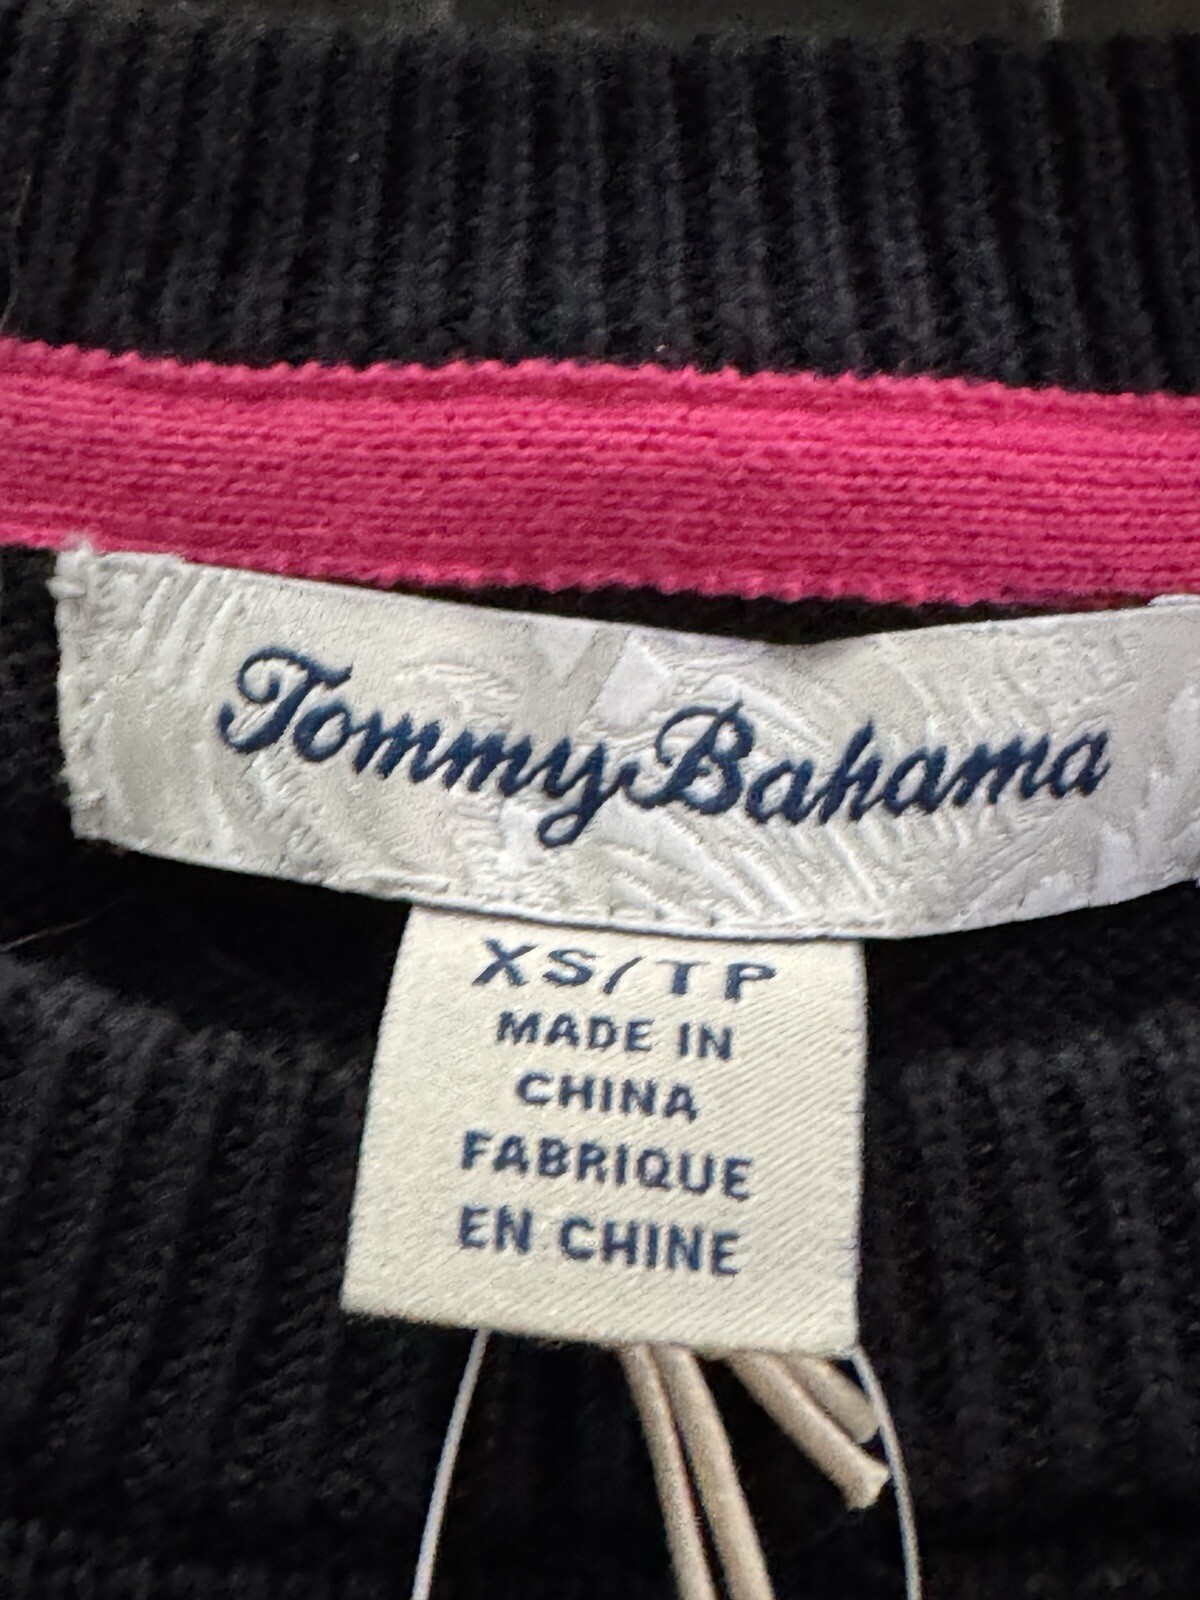 Tommy Bahama
XS/TP
MADE IN
CHINA
FABRIQUE
EN CHINE